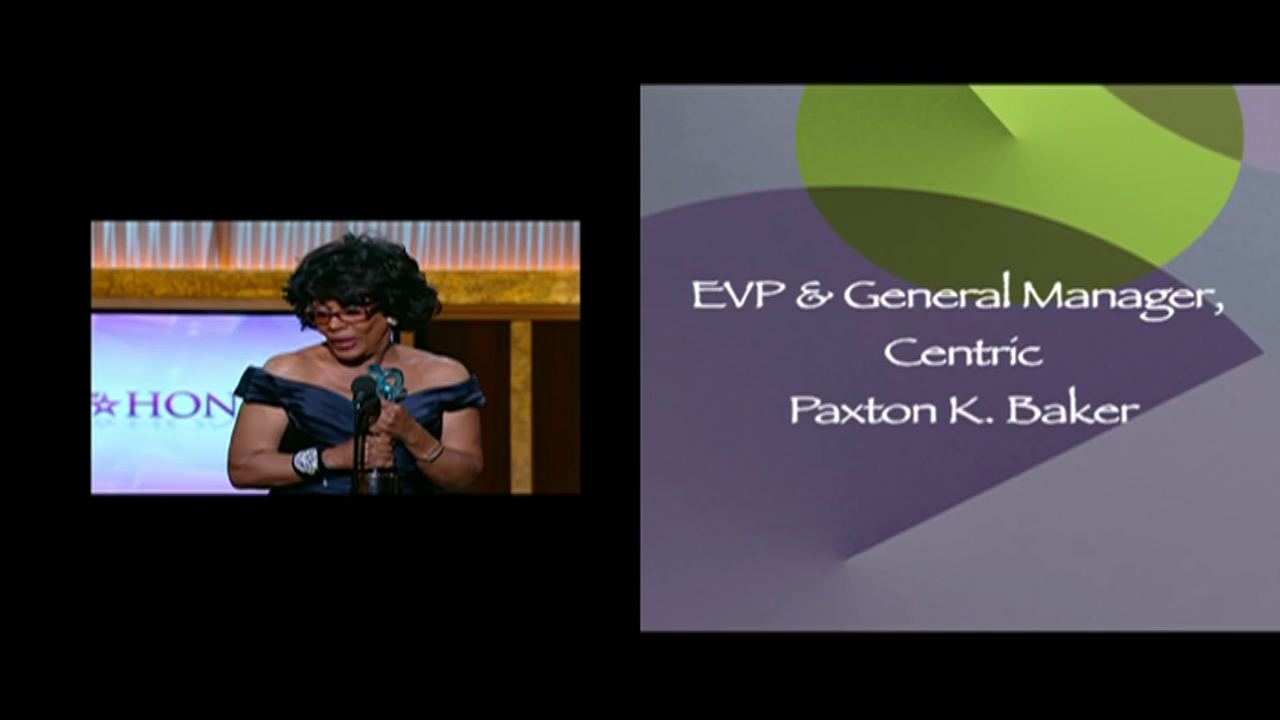 ★HON
EVP & General Manager,
Centric
Paxton K. Baker